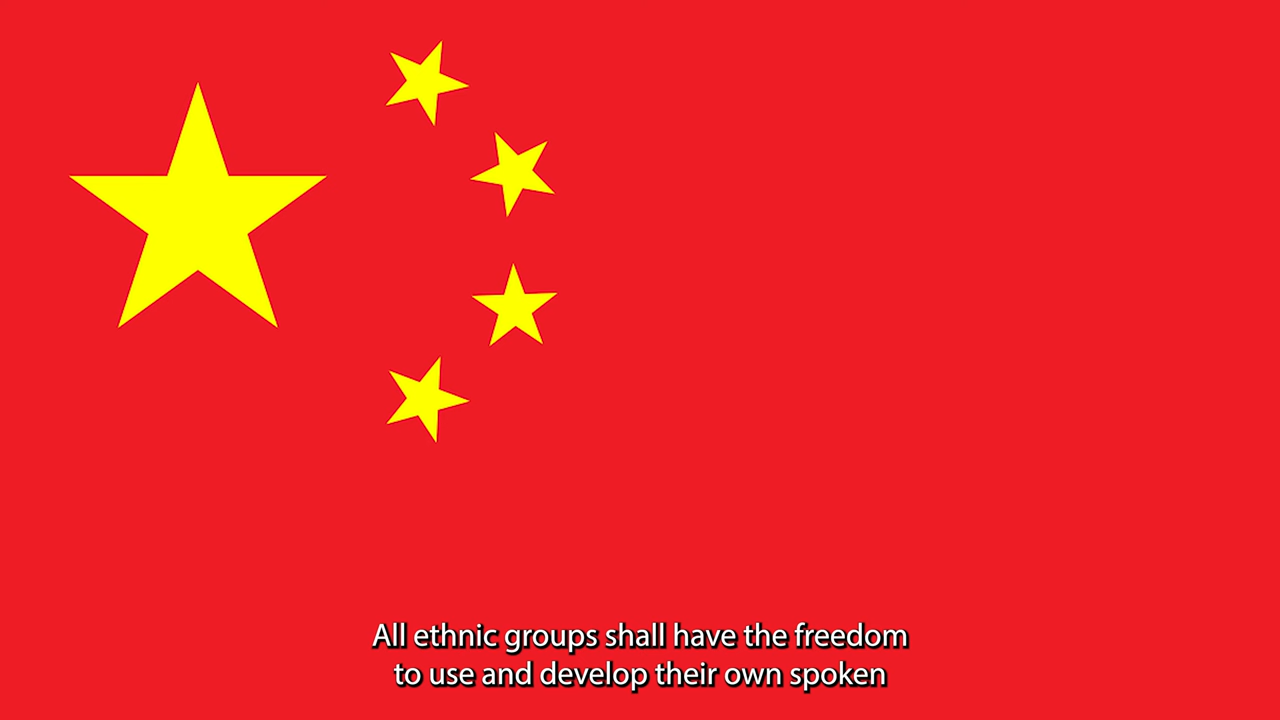 All ethnic groups shall have the freedom
to use and develop their own spoken